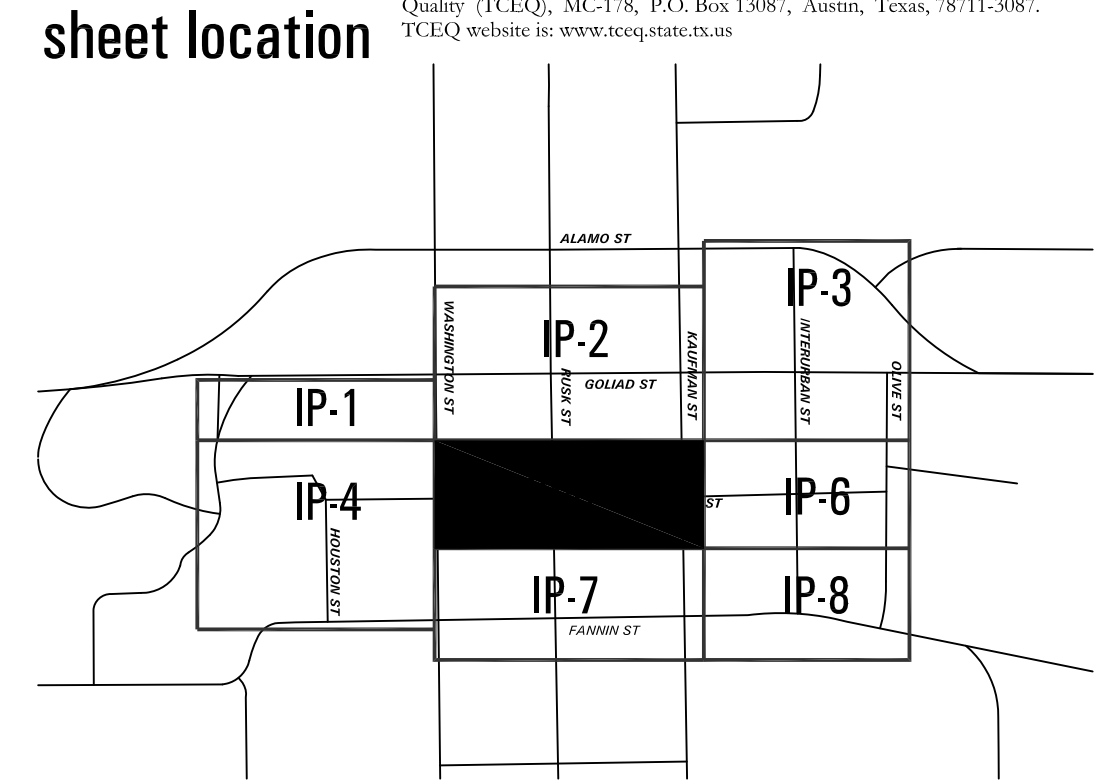 Quality (TCEQ), MC-178, P.O. Box 13087, Austin, Texas, 78711-3087.
sheet location
TCEQ website is: www.tceq.state.tx.us
ALAMO ST
IP-3
WASHINGTON ST
IP-2
KAUFMAN ST
INTERURBAN ST
RUSK ST
GOLIAD ST
OLIVE ST
IP-1
IP-4
ST
IP-6
HOUSTON ST
IP-7
IP-8
FANNIN ST